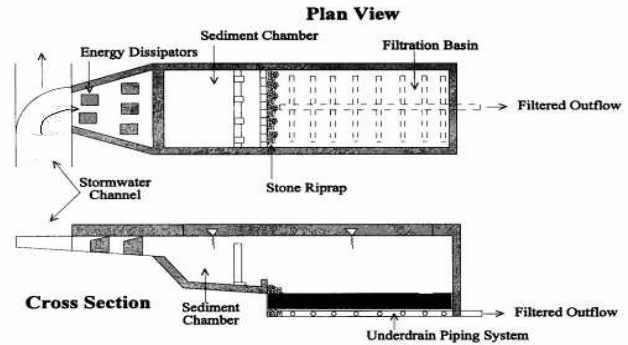 Plan View
Sediment Chamber
Energy Dissipators
Filtration Basin
Filtered Outflow
Stone Riprap
Stormwater
Channel
Cross Section
Sediment
Chamber
Filtered Outflow
Underdrain Piping System